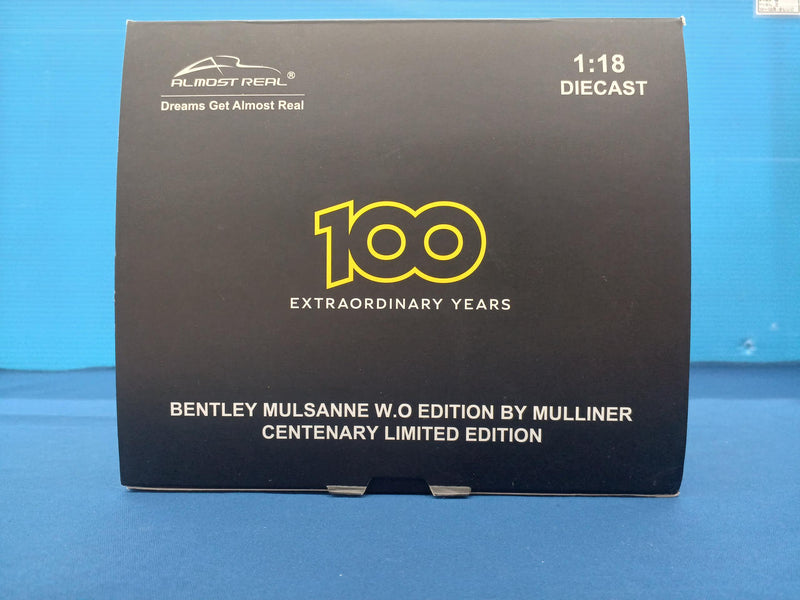 ALMOST REAL®
Dreams Get Almost Real
1:18
DIECAST
100
EXTRAORDINARY YEARS
BENTLEY MULSANNE W.O EDITION BY MULLINER
CENTENARY LIMITED EDITION